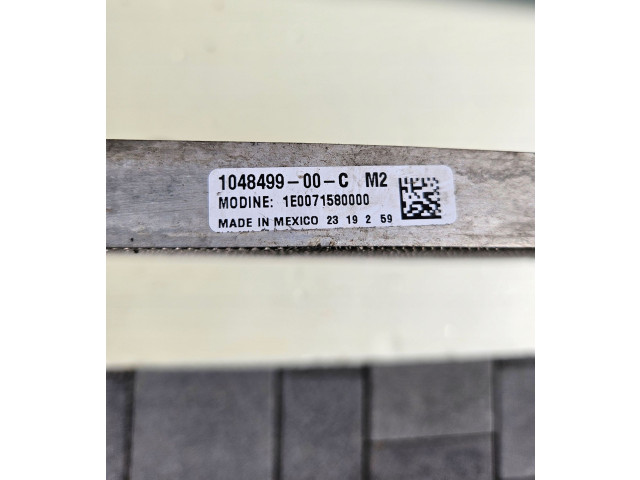 1048499-00-C M2
MODINE: 1E0071580000
MADE IN MEXICO 23 19 2 59